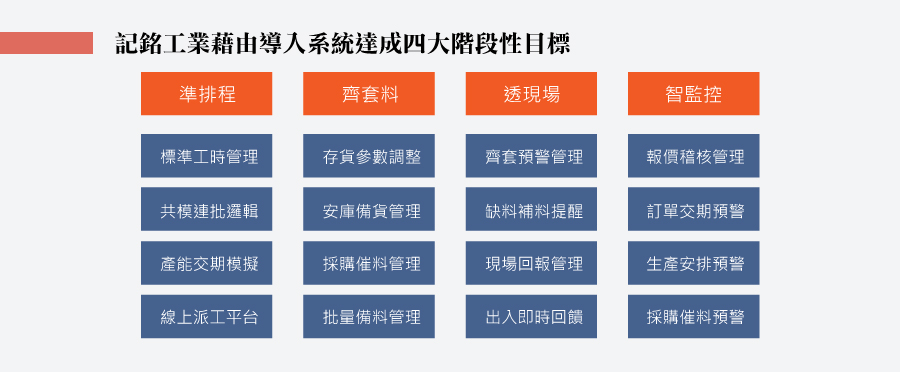 記銘工業藉由導入系統達成四大階段性目標
準排程
齊套料
透現場
智監控
標準工時管理
存貨參數調整
齊套預警管理
報價稽核管理
共模連批邏輯
安庫備貨管理
缺料補料提醒
訂單交期預警
產能交期模擬
採購催料管理
現場回報管理
生產安排預警
線上派工平台
批量備料管理
出入即時回饋
採購催料預警